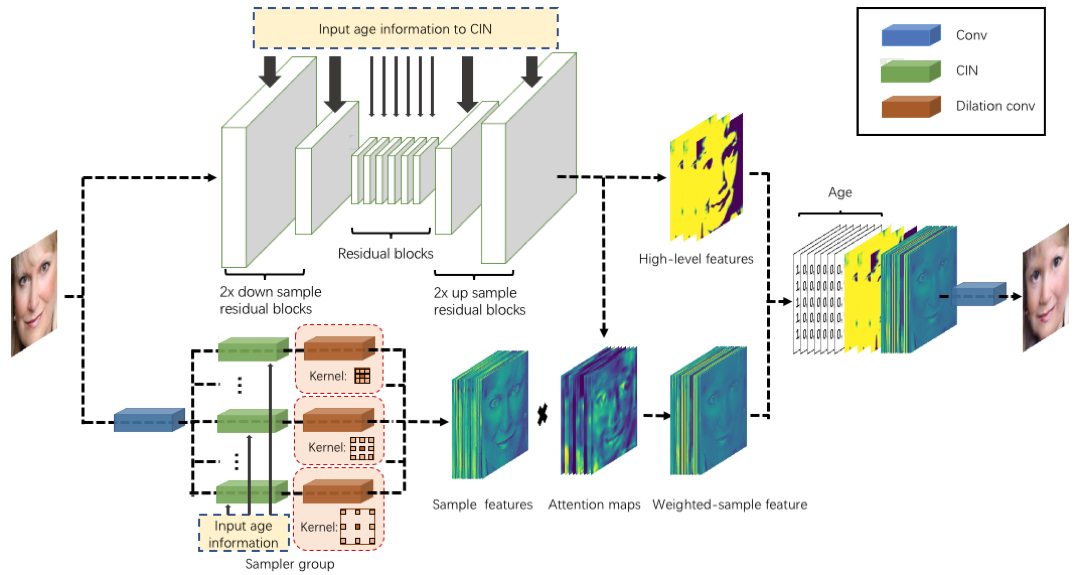 Input age information to CIN
Conv
CIN
Dilation conv
Residual blocks
2x down sample
residual blocks
2x up sample
residual blocks
High-level features
Age
Kernel:
Kernel:
Kernel:
Input age
information
Sampler group
Sample features
Attention maps
Weighted-sample feature